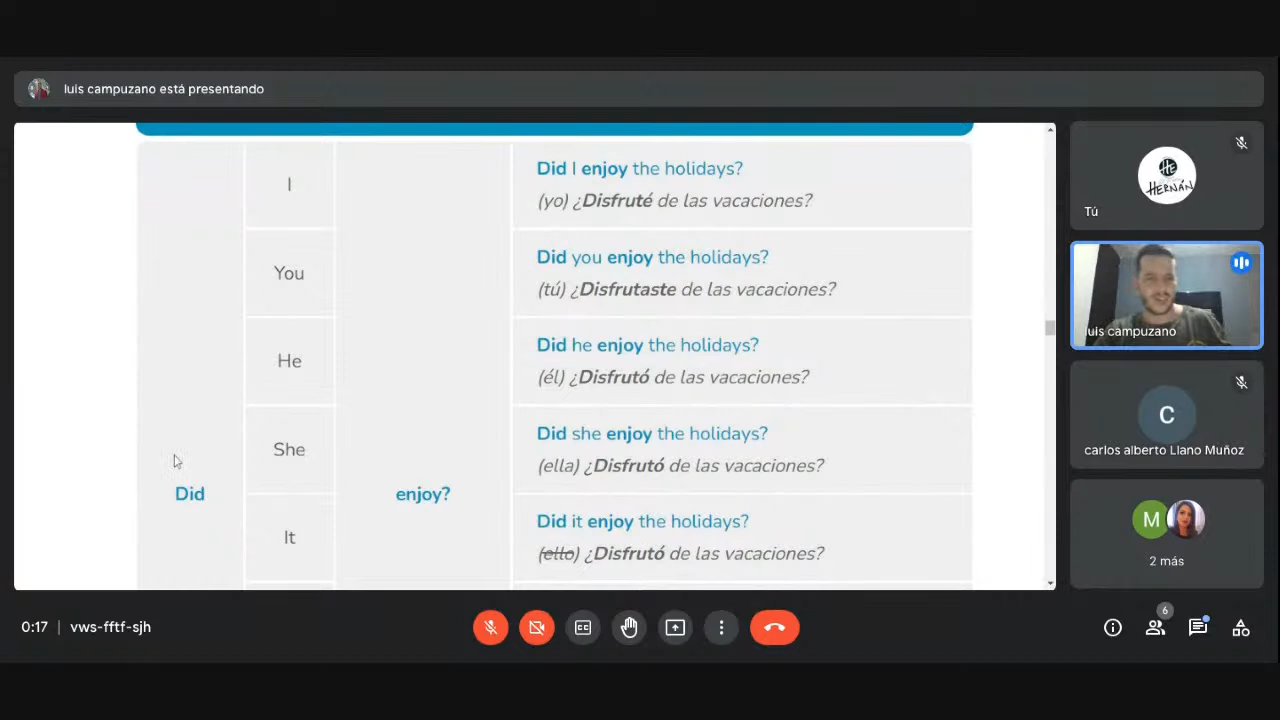 luis campuzano está presentando
I
Did I enjoy the holidays?
(yo) ¿Disfruté de las vacaciones?
You
Did you enjoy the holidays?
(tú) ¿Disfrutaste de las vacaciones?
He
Did he enjoy the holidays?
(él) ¿Disfrutó de las vacaciones?
She
Did she enjoy the holidays?
(ella) ¿Disfrutó de las vacaciones?
Did
enjoy?
It
Did it enjoy the holidays?
(ello) ¿Disfrutó de las vacaciones?
HE
HERNÁN
Tú
luis campuzano
C
carlos alberto Llano Muñoz
M
2 más
0:17 | vws-fftf-sjh
CC
6